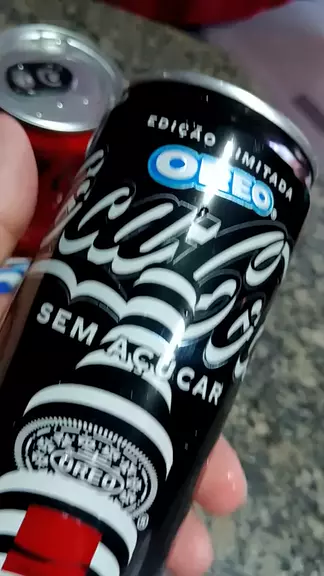 EDIÇÃO LIMITADA
OREO
Coca-Cola
SEM AÇÚCAR
OREO